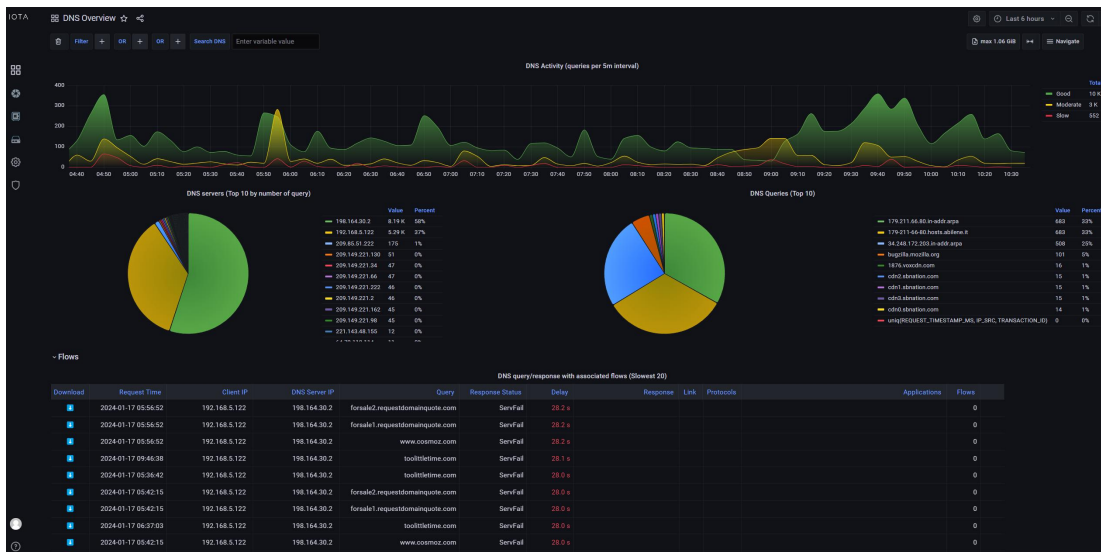 IOTA
DNS Overview
Last 6 hours
Filter + OR + OR + Search DNS Enter variable value
max 1.06 GiB
Navigate
DNS Activity (queries per 5m interval)
400
300
200
100
0
04:40 04:50 05:00 05:10 05:20 05:30 05:40 05:50 06:00 06:10 06:20 06:30 06:40 06:50 07:00 07:10 07:20 07:30 07:40 07:50 08:00 08:10 08:20 08:30 08:40 08:50 09:00 09:10 09:20 09:30 09:40 09:50 10:00 10:10 10:20 10:30
Total
Good 10 K
Moderate 3 K
Slow 552
DNS servers (Top 10 by number of query)
Value Percent
198.164.30.2 8.19 K 58%
192.168.5.122 5.29 K 37%
209.85.51.222 175 1%
209.149.221.130 51 0%
209.149.221.34 47 0%
209.149.221.66 47 0%
209.149.221.222 46 0%
209.149.221.2 46 0%
209.149.221.162 45 0%
209.149.221.98 45 0%
221.143.48.155 12 0%
DNS Queries (Top 10)
Value Percent
179.211.66.80.in-addr.arpa 683 33%
179-211-66-80.hosts.abilene.it 683 33%
34.248.172.203.in-addr.arpa 508 25%
bugzilla.mozilla.org 101 5%
1876.voxcdn.com 16 1%
cdn2.sbnation.com 15 1%
cdn1.sbnation.com 15 1%
cdn3.sbnation.com 15 1%
cdn0.sbnation.com 14 1%
uniq(REQUEST_TIMESTAMP_MS, IP_SRC, TRANSACTION_ID) 0 0%
Flows
DNS query/response with associated flows (Slowest 20)
Download Request Time Client IP DNS Server IP Query Response Status Delay Response Link Protocols Applications Flows
2024-01-17 05:56:52 192.168.5.122 198.164.30.2 forsale2.requestdomainquote.com ServFail 28.2 s 0
2024-01-17 05:56:52 192.168.5.122 198.164.30.2 forsale1.requestdomainquote.com ServFail 28.2 s 0
2024-01-17 05:56:52 192.168.5.122 198.164.30.2 www.cosmoz.com ServFail 28.2 s 0
2024-01-17 09:46:38 192.168.5.122 198.164.30.2 toolittletime.com ServFail 28.1 s 0
2024-01-17 05:36:42 192.168.5.122 198.164.30.2 toolittletime.com ServFail 28.0 s 0
2024-01-17 05:42:15 192.168.5.122 198.164.30.2 forsale2.requestdomainquote.com ServFail 28.0 s 0
2024-01-17 05:42:15 192.168.5.122 198.164.30.2 forsale1.requestdomainquote.com ServFail 28.0 s 0
2024-01-17 06:37:03 192.168.5.122 198.164.30.2 toolittletime.com ServFail 28.0 s 0
2024-01-17 05:42:15 192.168.5.122 198.164.30.2 www.cosmoz.com ServFail 28.0 s 0